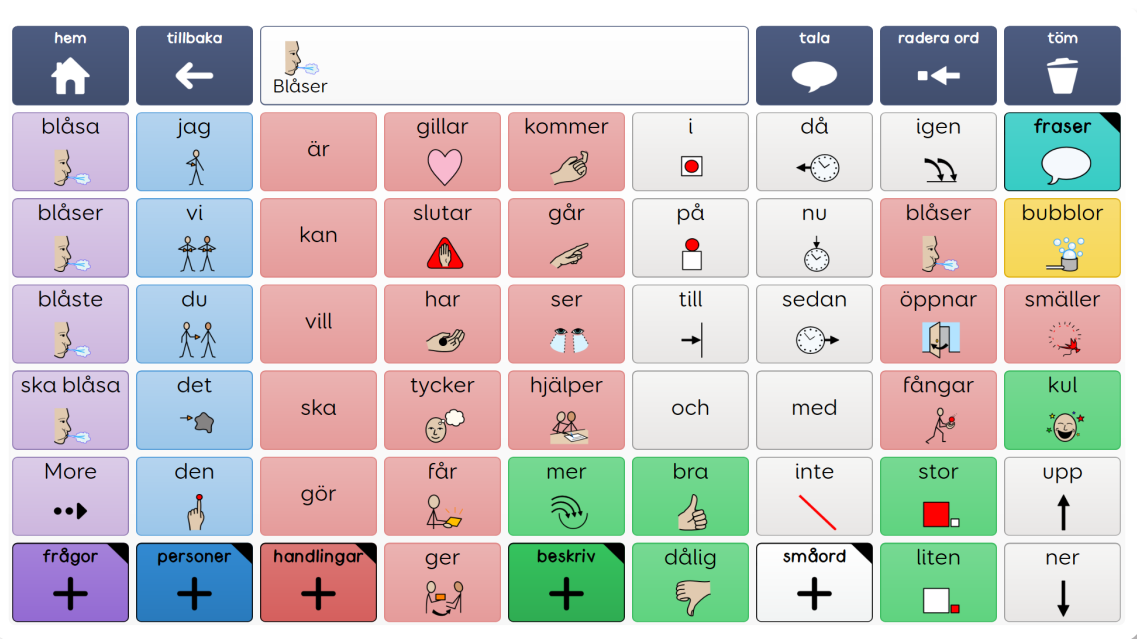 hem
tillbaka
Blåser
tala
radera ord
töm
blåsa
jag
är
gillar
kommer
i
då
igen
fraser
blåser
vi
kan
slutar
går
på
nu
blåser
bubblor
blåste
du
vill
har
ser
till
sedan
öppnar
smäller
ska blåsa
det
ska
tycker
hjälper
och
med
fångar
kul
More
den
gör
får
mer
bra
inte
stor
upp
frågor
personer
handlingar
ger
beskriv
dålig
småord
liten
ner